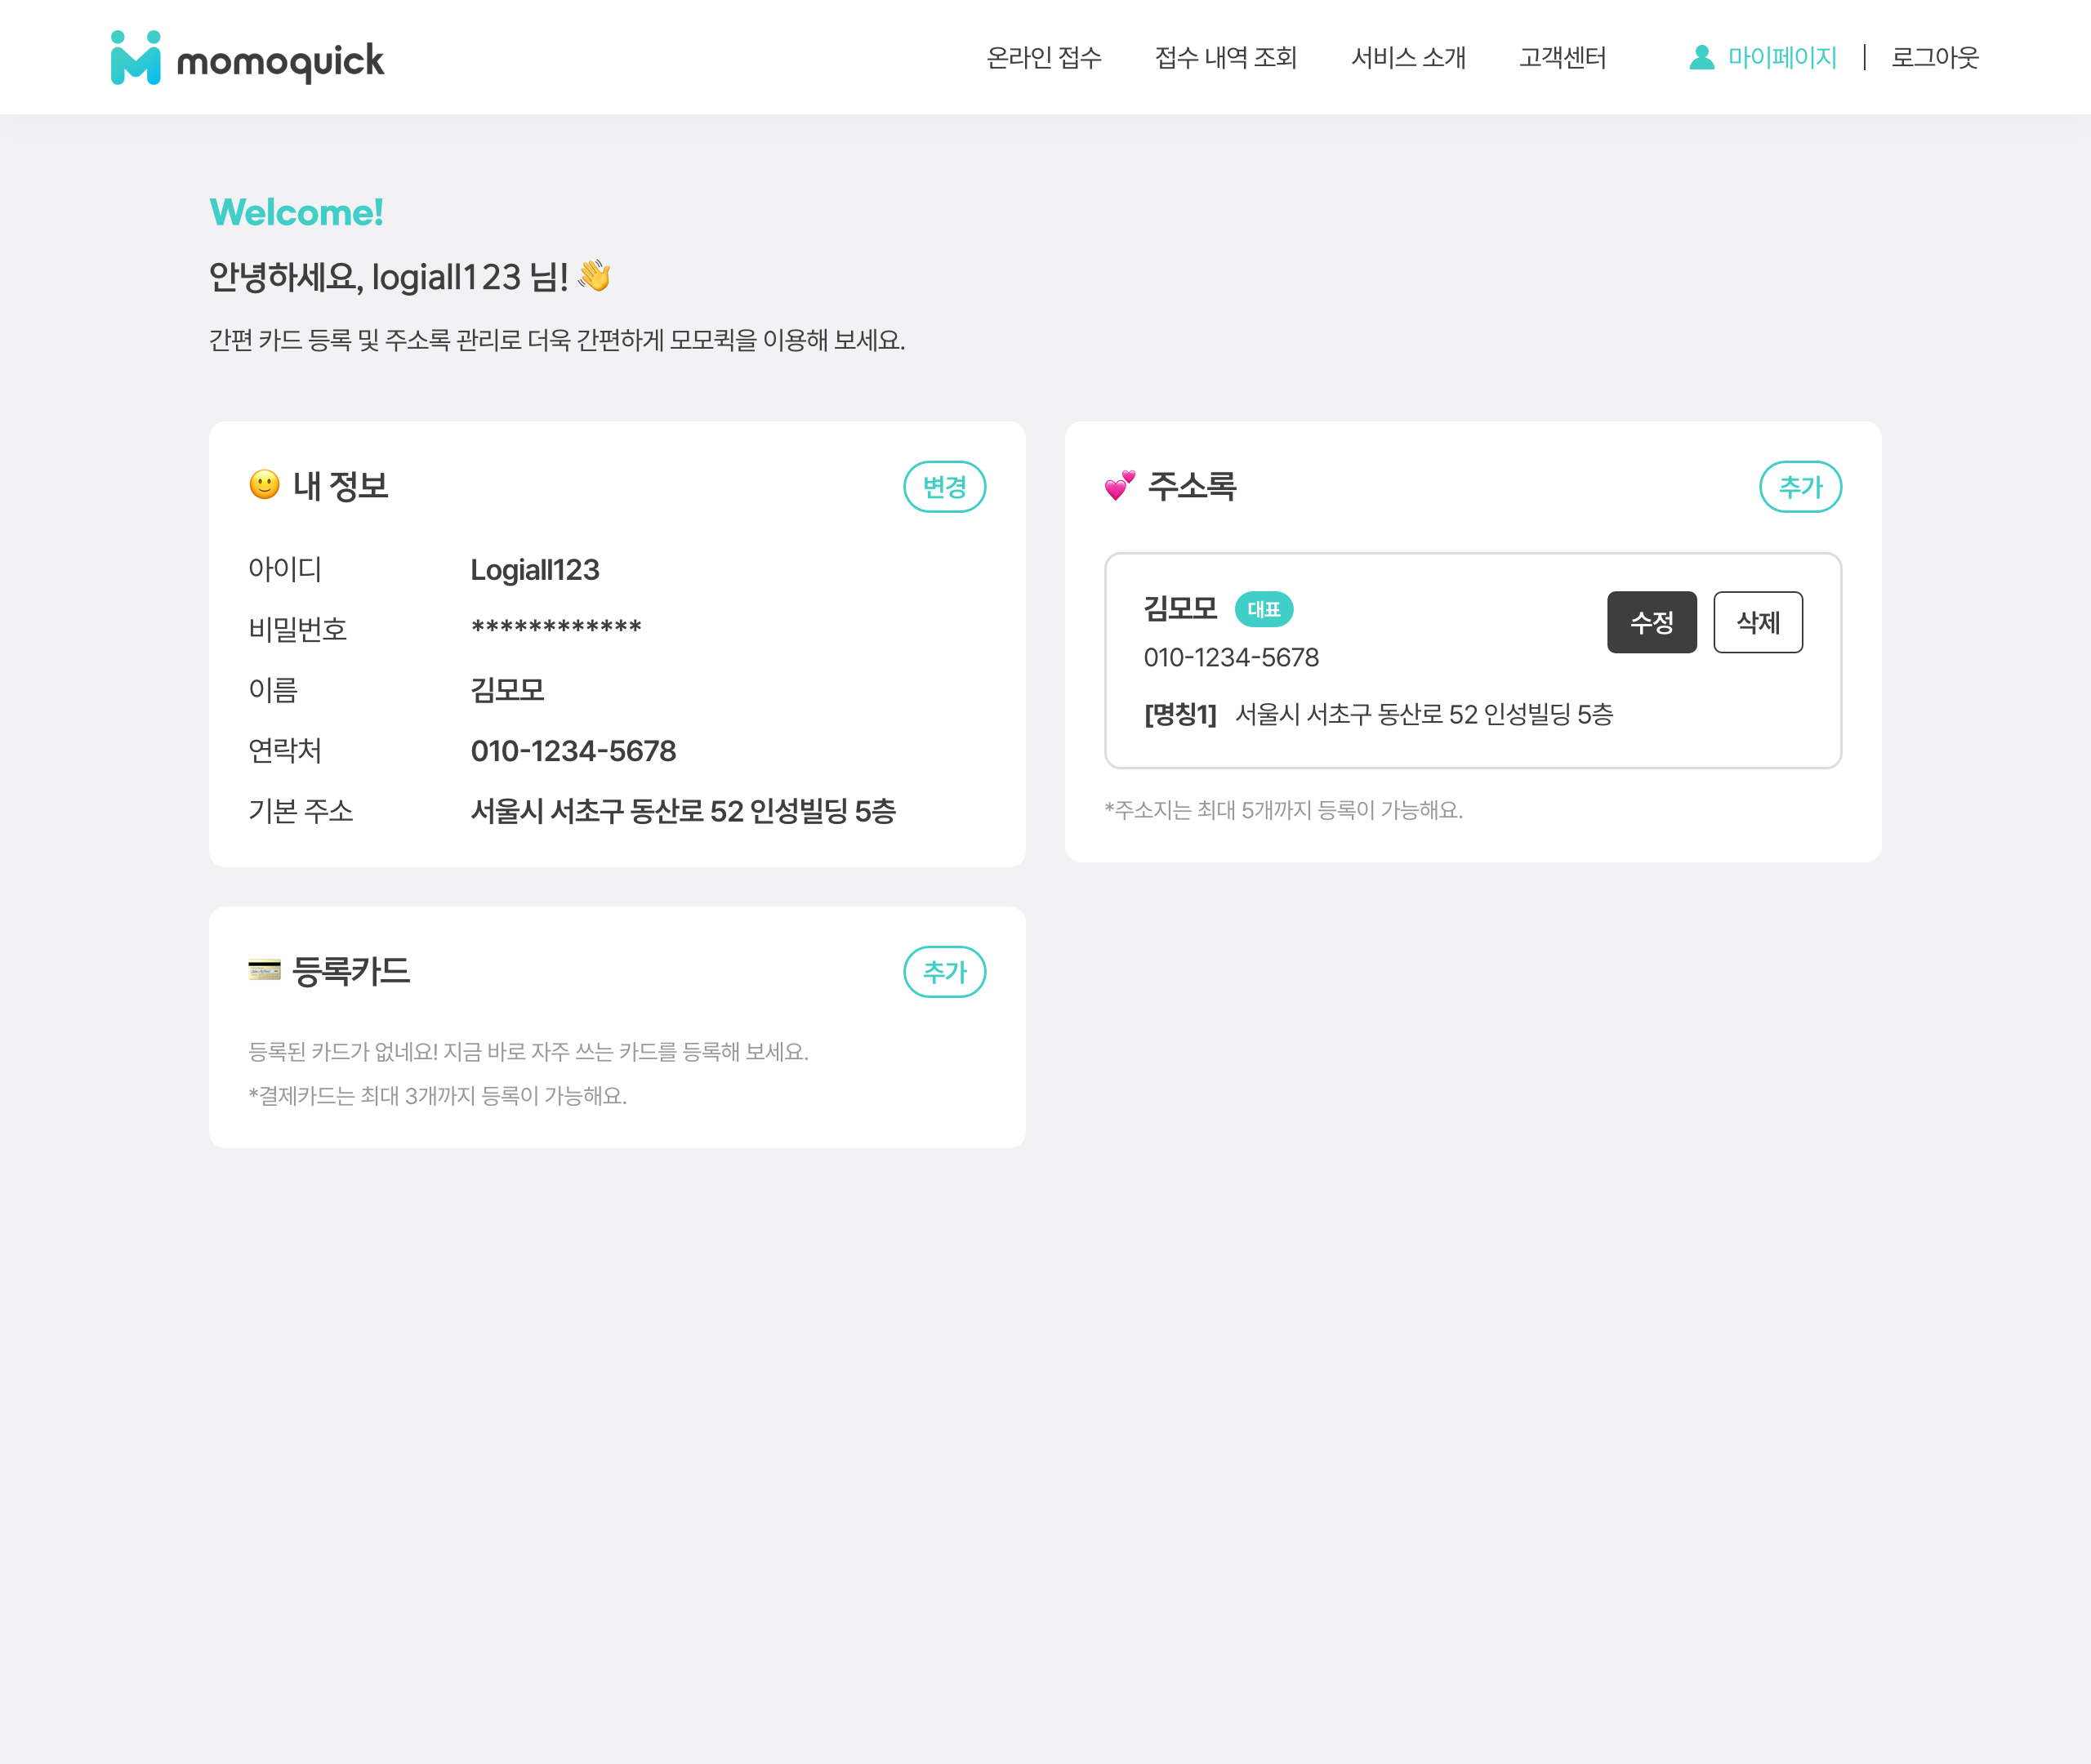 momoquick
온라인 접수 접수 내역 조회 서비스 소개 고객센터 마이페이지 | 로그아웃
Welcome!
안녕하세요, logiall123 님! 👋
간편 카드 등록 및 주소록 관리로 더욱 간편하게 모모퀵을 이용해 보세요.
내 정보 변경
아이디 Logiall123
비밀번호 ************
이름 김모모
연락처 010-1234-5678
기본 주소 서울시 서초구 동산로 52 인성빌딩 5층
주소록 추가
김모모 대표 수정 삭제
010-1234-5678
[명칭1] 서울시 서초구 동산로 52 인성빌딩 5층
*주소지는 최대 5개까지 등록이 가능해요.
등록카드 추가
등록된 카드가 없네요! 지금 바로 자주 쓰는 카드를 등록해 보세요.
*결제카드는 최대 3개까지 등록이 가능해요.